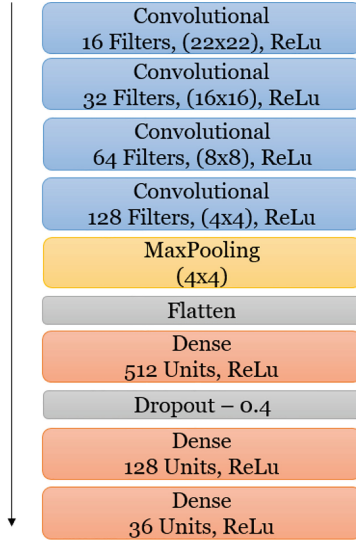 Convolutional
16 Filters, (22x22), ReLu
Convolutional
32 Filters, (16x16), ReLu
Convolutional
64 Filters, (8x8), ReLu
Convolutional
128 Filters, (4x4), ReLu
MaxPooling
(4x4)
Flatten
Dense
512 Units, ReLu
Dropout – 0.4
Dense
128 Units, ReLu
Dense
36 Units, ReLu